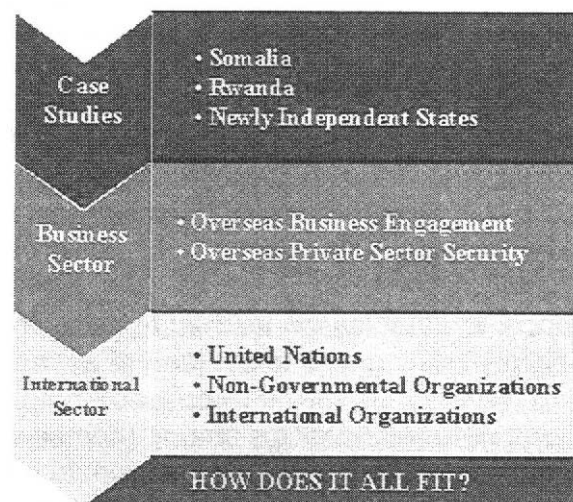 Case
Studies
• Somalia
• Rwanda
• Newly Independent States
Business
Sector
• Overseas Business Engagement
• Overseas Private Sector Security
International
Sector
• United Nations
• Non-Governmental Organizations
• International Organizations
HOW DOES IT ALL FIT?